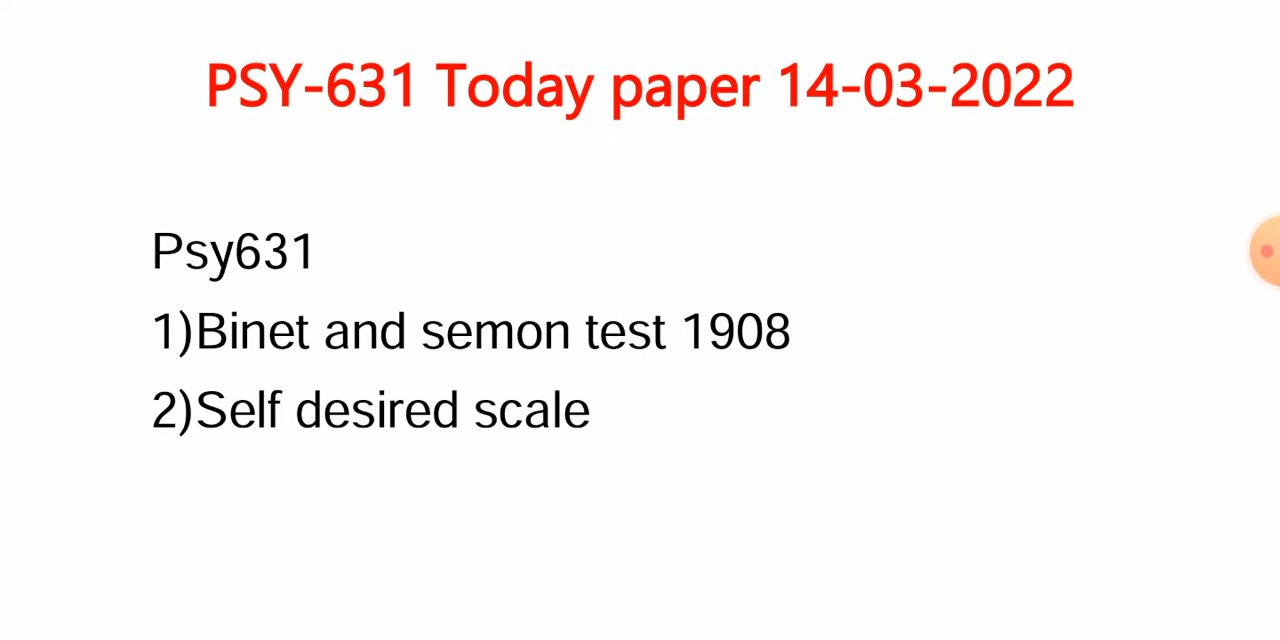 PSY-631 Today paper 14-03-2022
Psy631
1)Binet and semon test 1908
2)Self desired scale